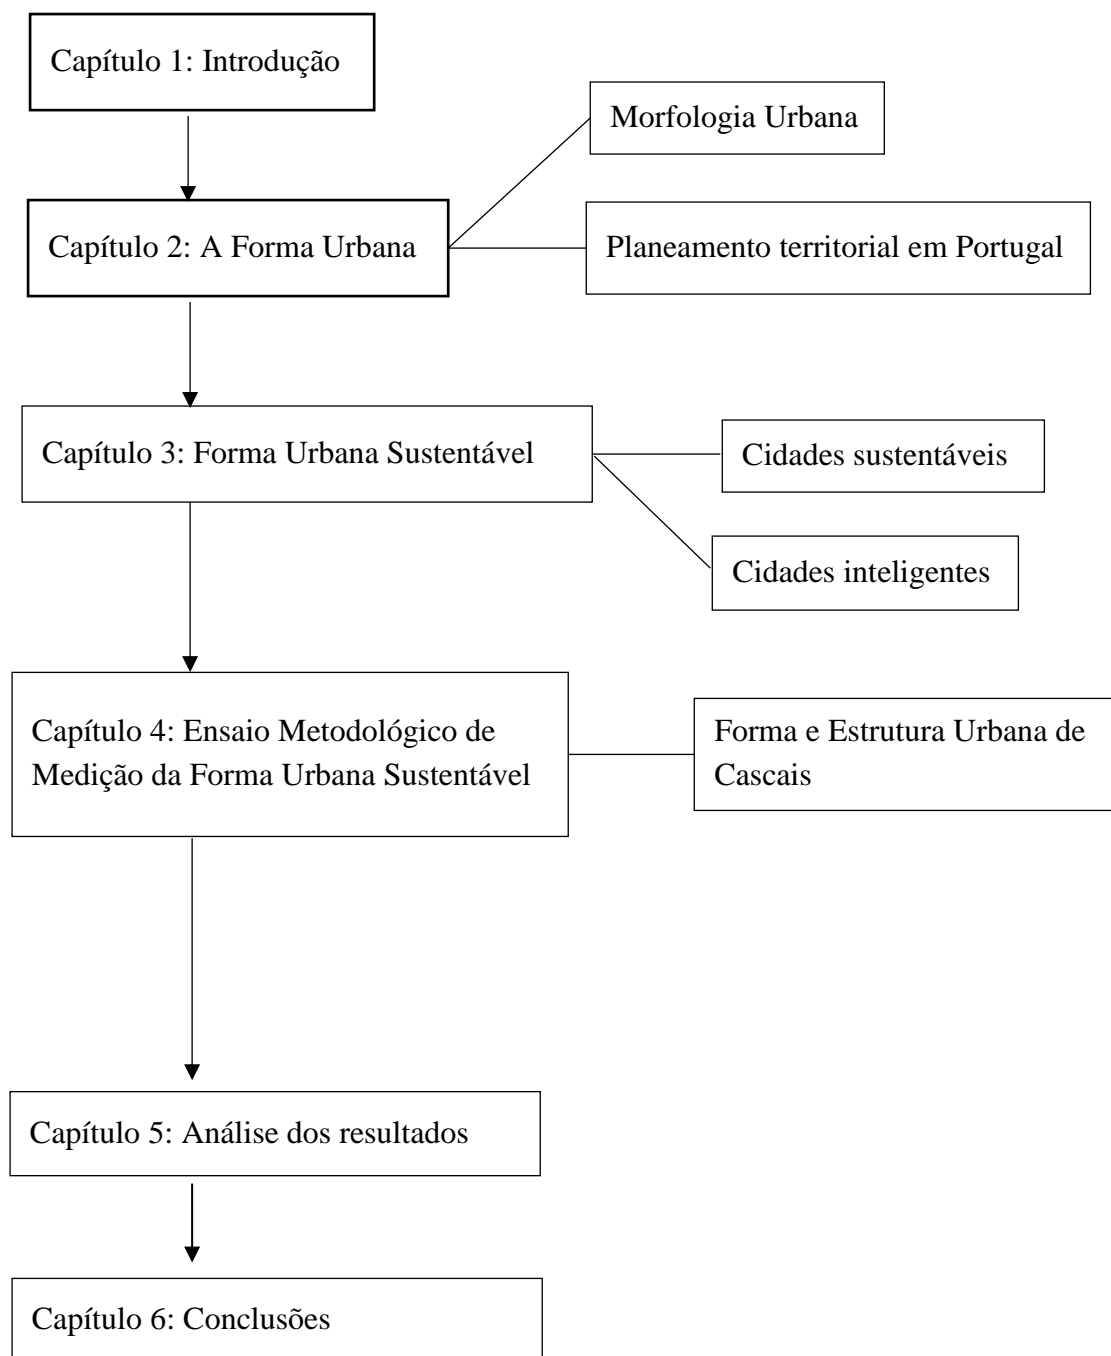 Capítulo 1: Introdução
Morfologia Urbana
Capítulo 2: A Forma Urbana
Planeamento territorial em Portugal
Capítulo 3: Forma Urbana Sustentável
Cidades sustentáveis
Cidades inteligentes
Capítulo 4: Ensaio Metodológico de
Medição da Forma Urbana Sustentável
Forma e Estrutura Urbana de
Cascais
Capítulo 5: Análise dos resultados
Capítulo 6: Conclusões